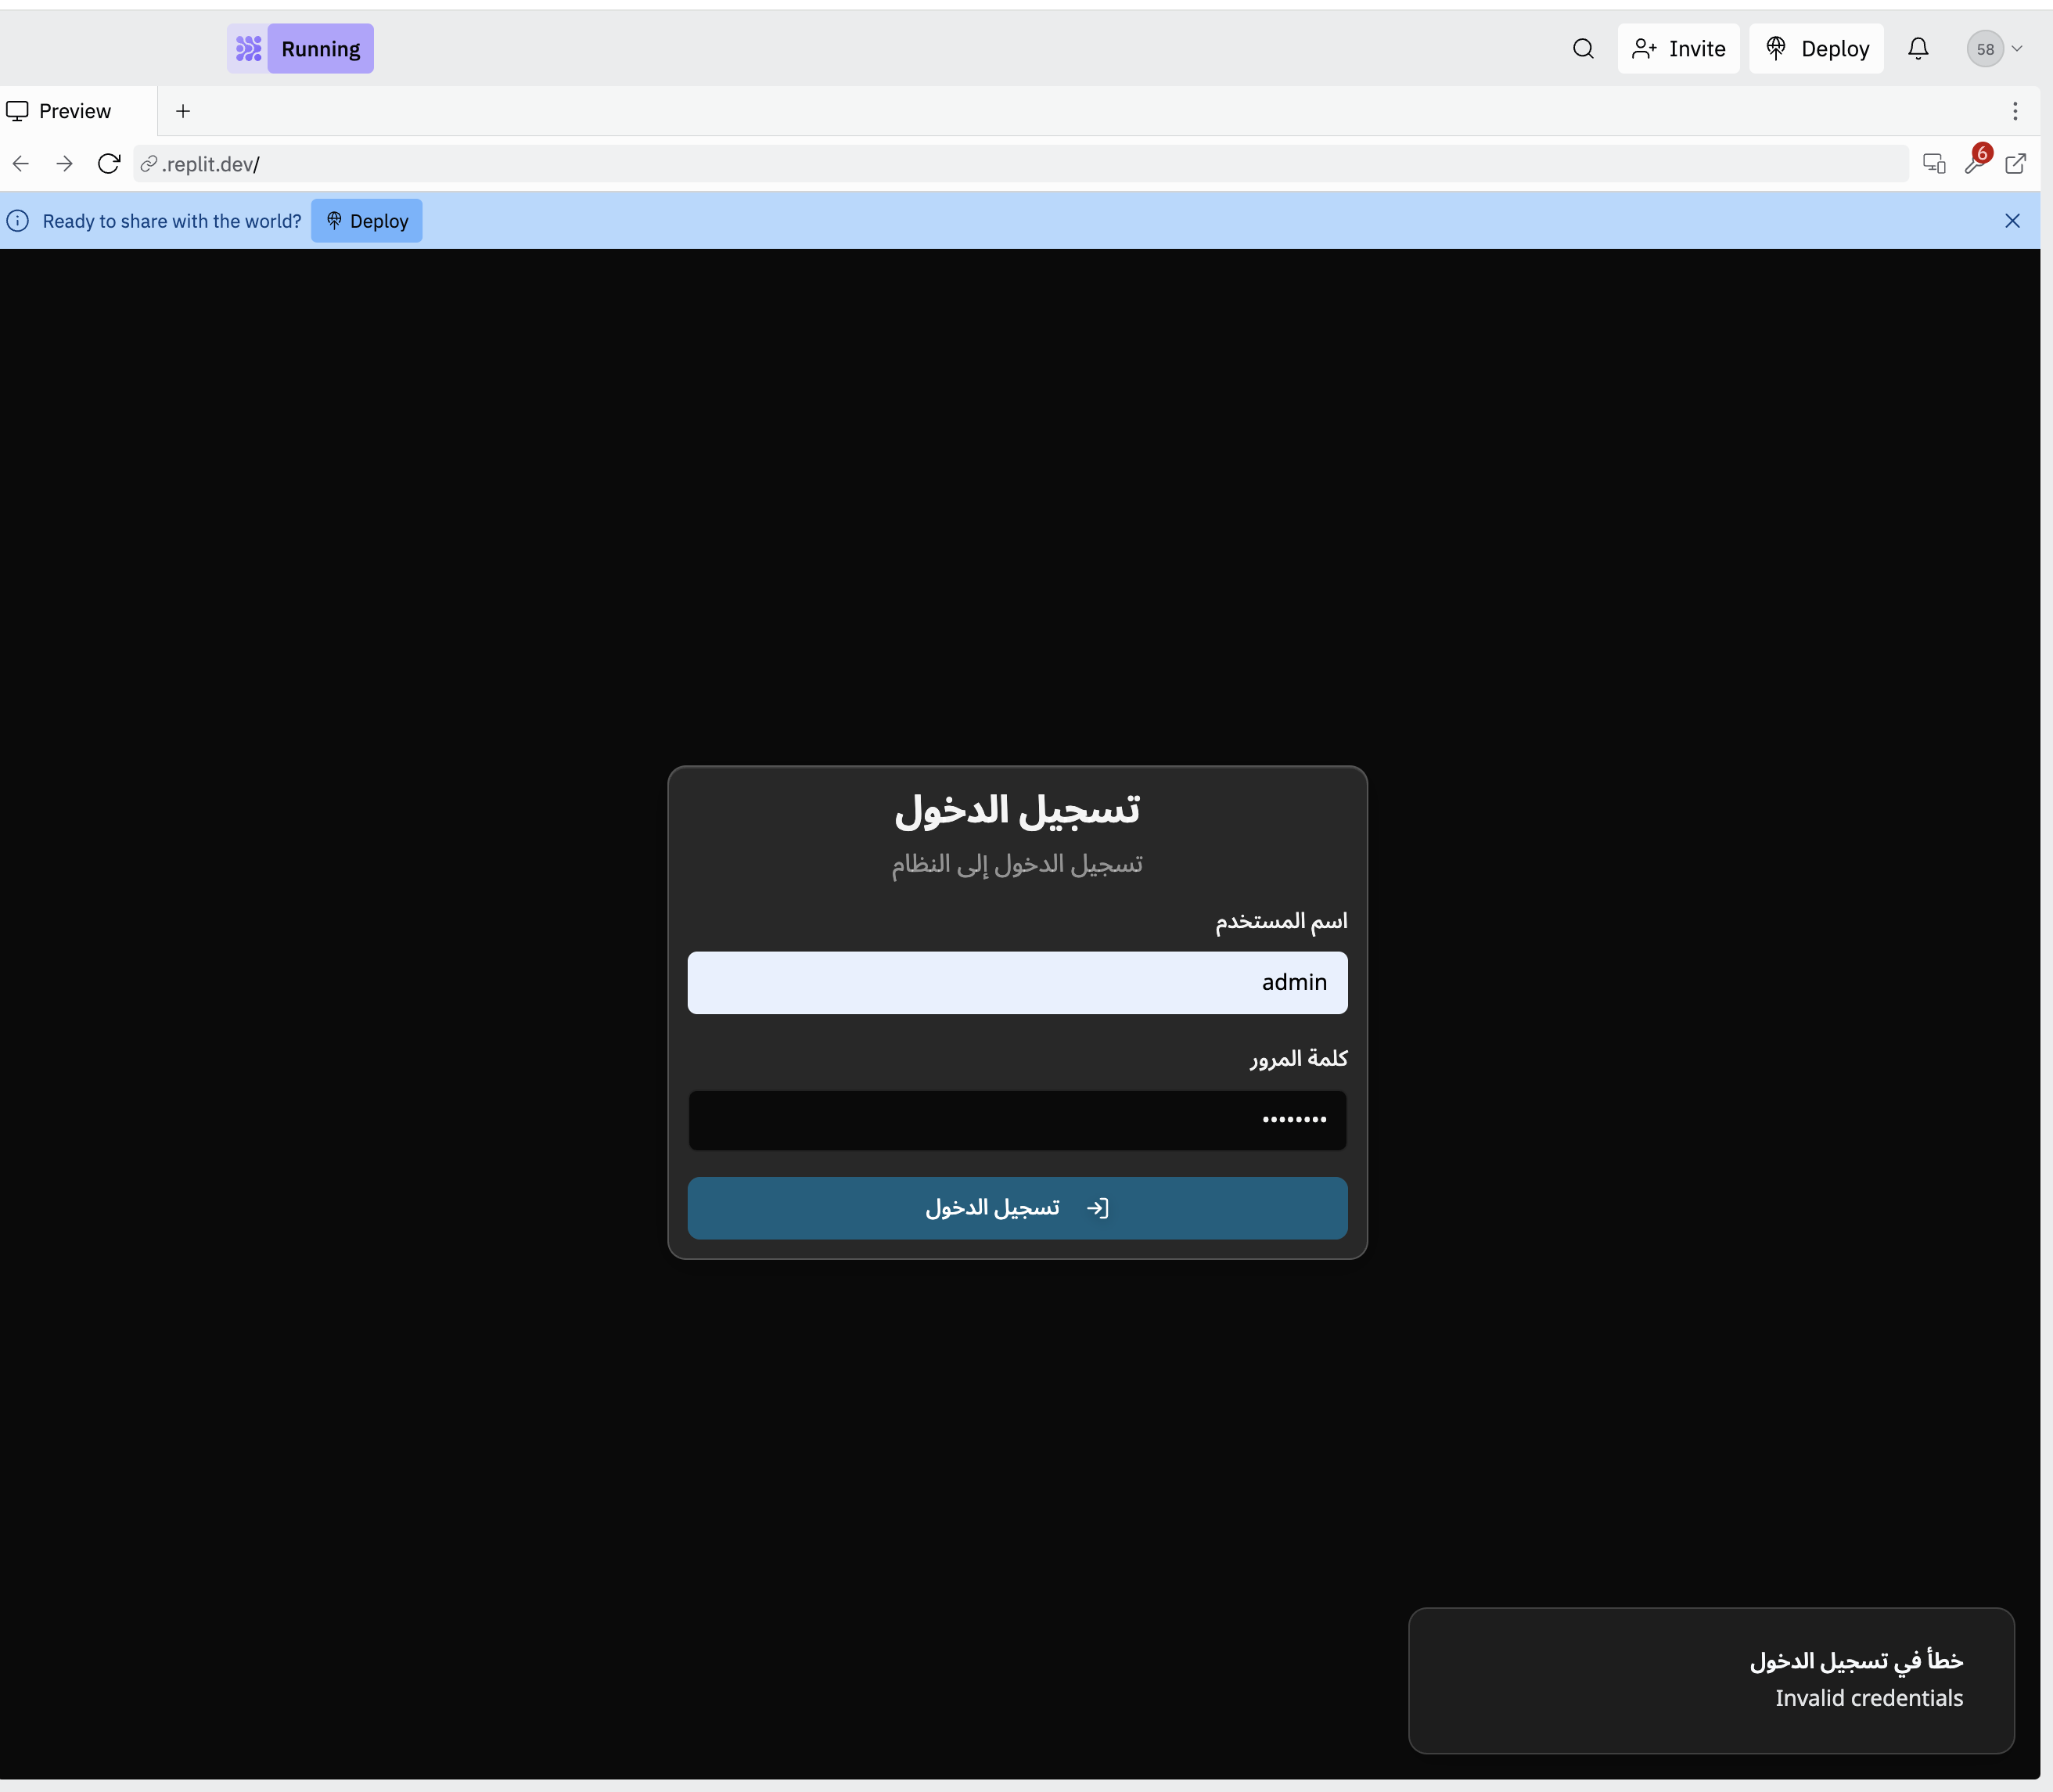 Running
Invite
Deploy
58
Preview
.replit.dev/
6
Ready to share with the world?
Deploy
تسجيل الدخول
تسجيل الدخول إلى النظام
اسم المستخدم
admin
كلمة المرور
••••••••
تسجيل الدخول
خطأ في تسجيل الدخول
Invalid credentials